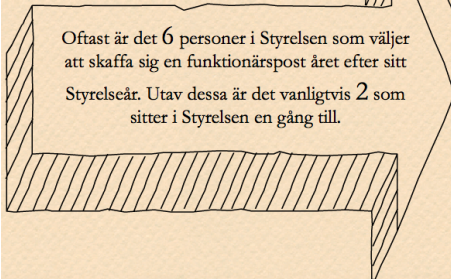 Oftast är det 6 personer i Styrelsen som väljer
att skaffa sig en funktionärspost året efter sitt
Styrelseår. Utav dessa är det vanligtvis 2 som
sitter i Styrelsen en gång till.